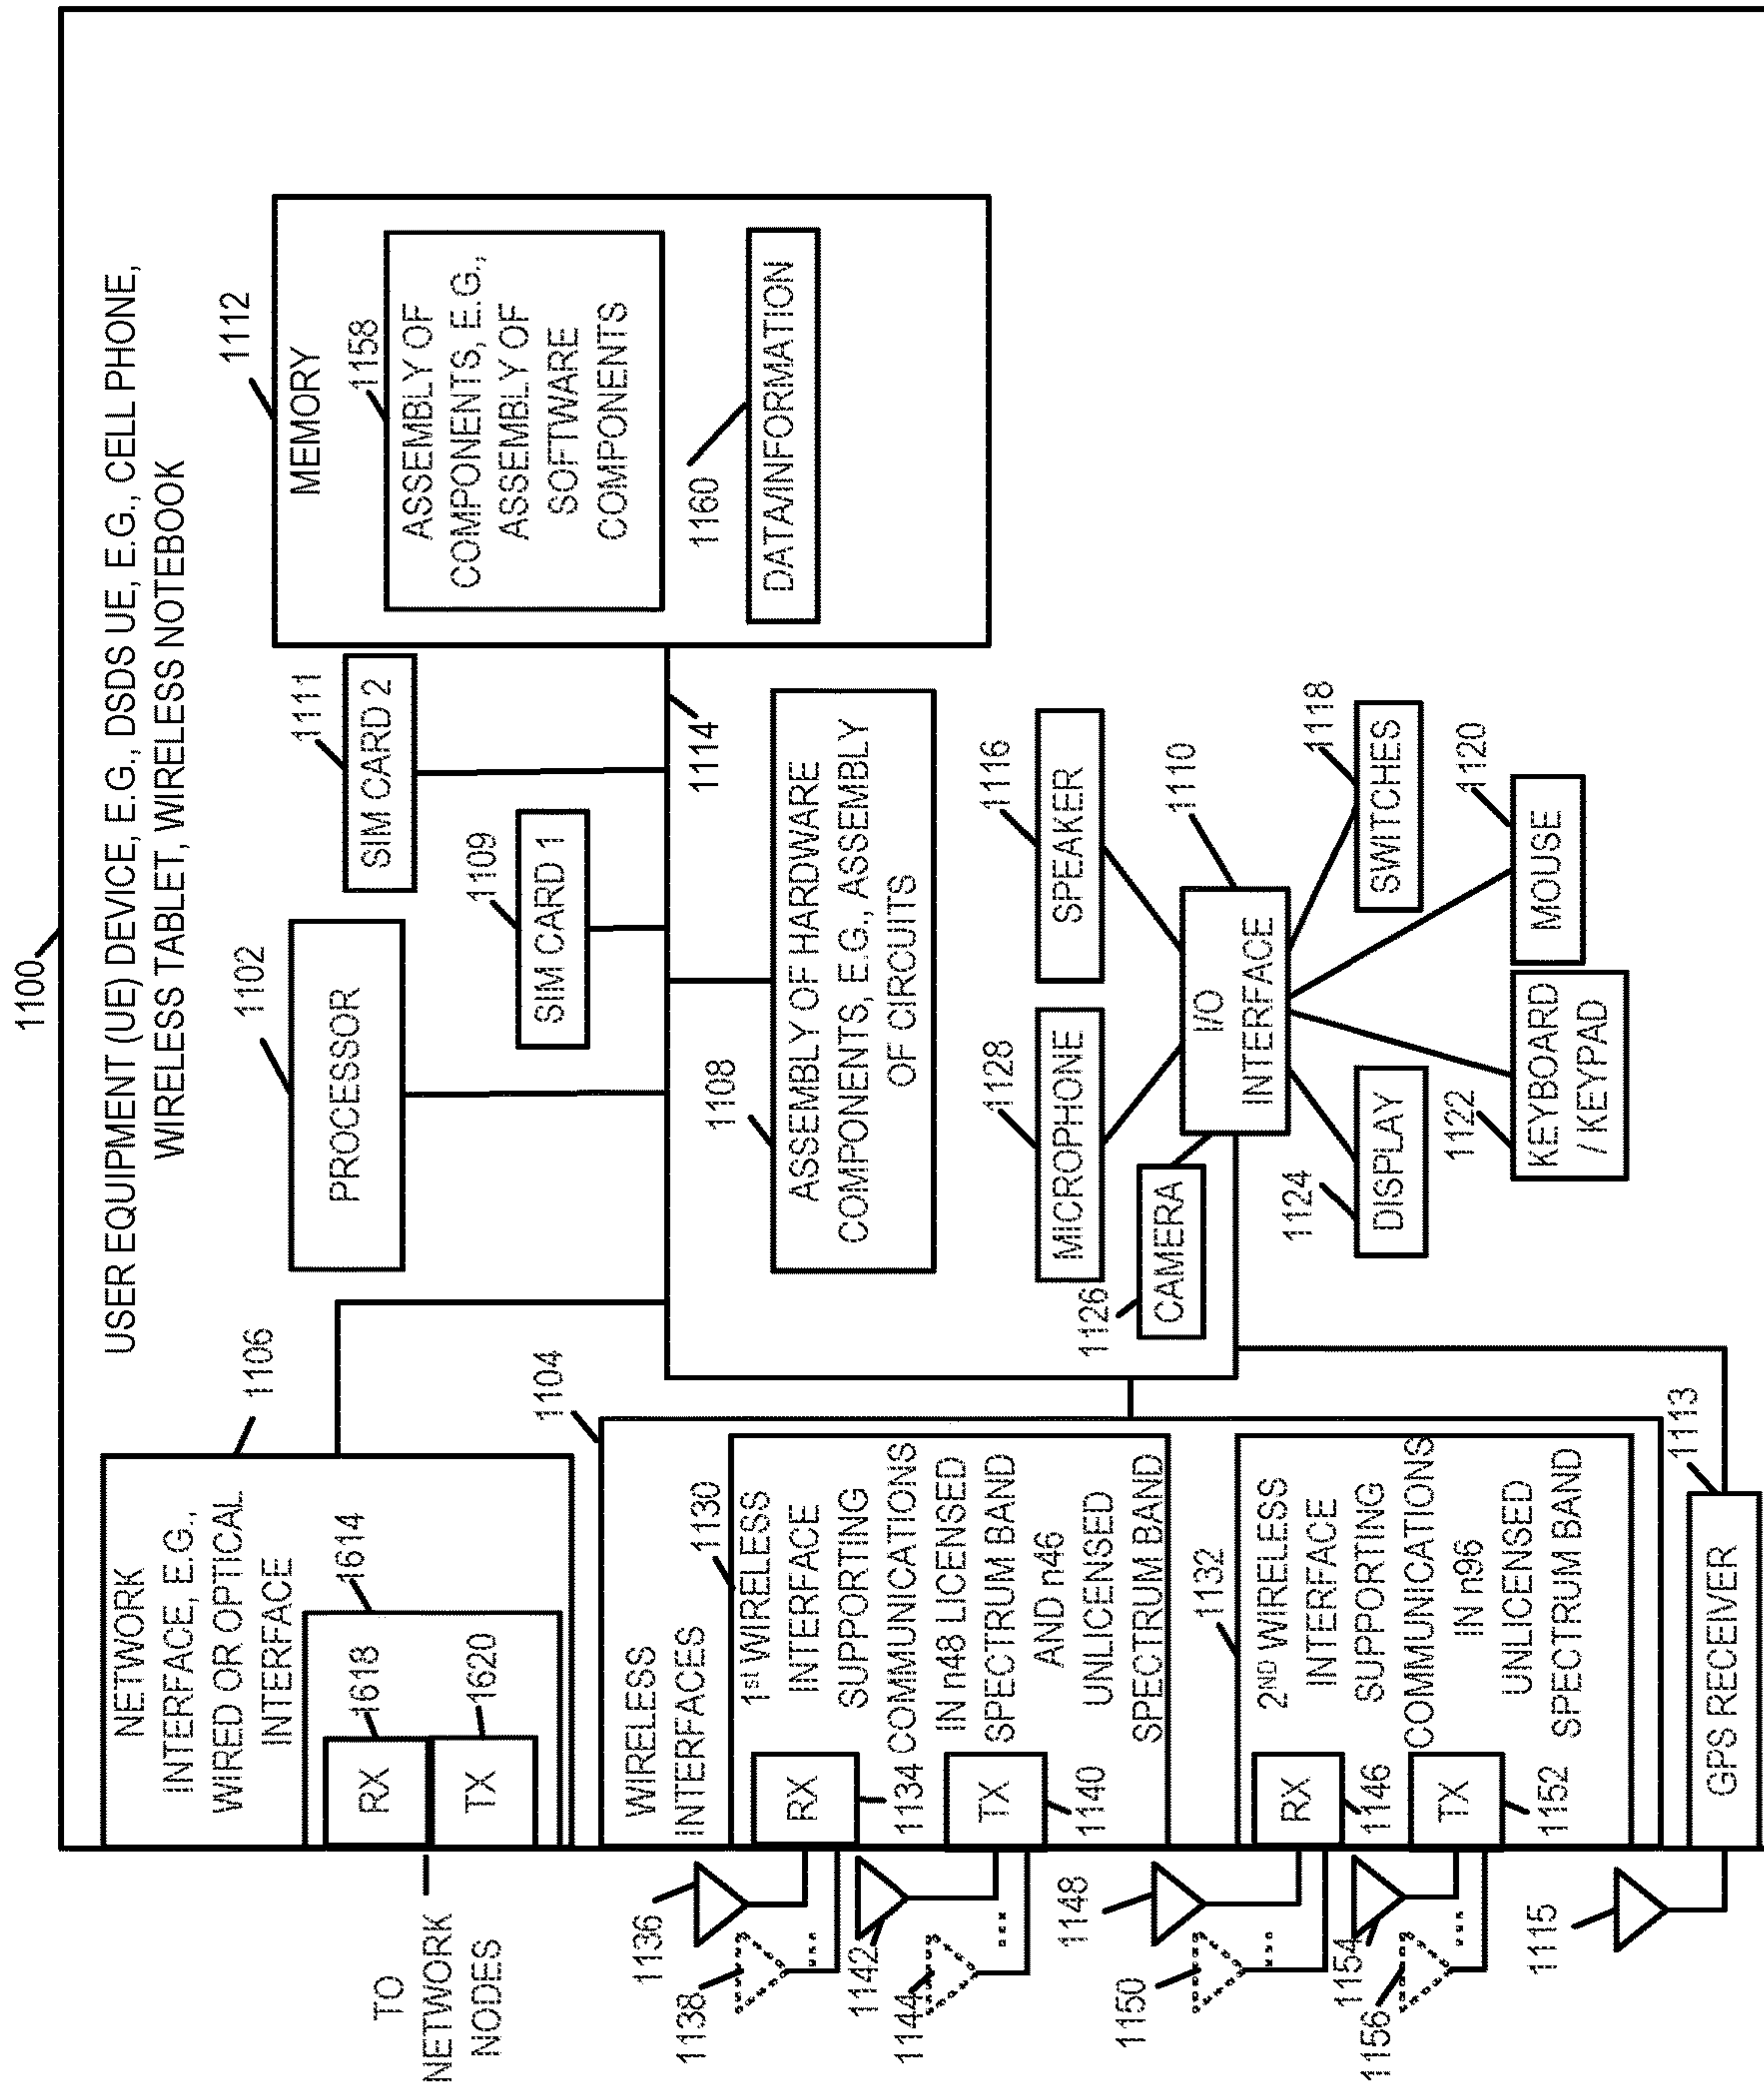 1100
USER EQUIPMENT (UE) DEVICE, E.G., DSDS UE, E.G., CELL PHONE,
WIRELESS TABLET, WIRELESS NOTEBOOK
1106
NETWORK
INTERFACE, E.G.,
WIRED OR OPTICAL
INTERFACE
1614
1618
RX
1620
TX
TO
NETWORK
NODES
1102
PROCESSOR
1109
SIM CARD 1
1111
SIM CARD 2
1112
MEMORY
1158
ASSEMBLY OF
COMPONENTS, E.G.,
ASSEMBLY OF
SOFTWARE
COMPONENTS
1160
DATA/INFORMATION
1114
1108
ASSEMBLY OF HARDWARE
COMPONENTS, E.G., ASSEMBLY
OF CIRCUITS
1104
WIRELESS
INTERFACES
1130
1st WIRELESS
INTERFACE
SUPPORTING
COMMUNICATIONS
IN n48 LICENSED
SPECTRUM BAND
AND n46
UNLICENSED
SPECTRUM BAND
RX
1134
TX
1140
1136
1138
1142
1144
1132
2ND WIRELESS
INTERFACE
SUPPORTING
COMMUNICATIONS
IN n96
UNLICENSED
SPECTRUM BAND
RX
1146
TX
1152
1148
1150
1154
1156
1113
GPS RECEIVER
1115
1128
MICROPHONE
1116
SPEAKER
1126
CAMERA
1110
I/O
INTERFACE
1124
DISPLAY
1118
SWITCHES
1122
KEYBOARD
/ KEYPAD
1120
MOUSE